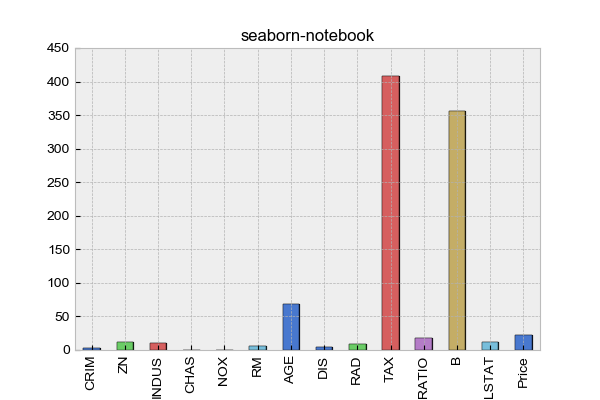 seaborn-notebook
450
400
350
300
250
200
150
100
50
0
CRIM
ZN
INDUS
CHAS
NOX
RM
AGE
DIS
RAD
TAX
RATIO
B
LSTAT
Price